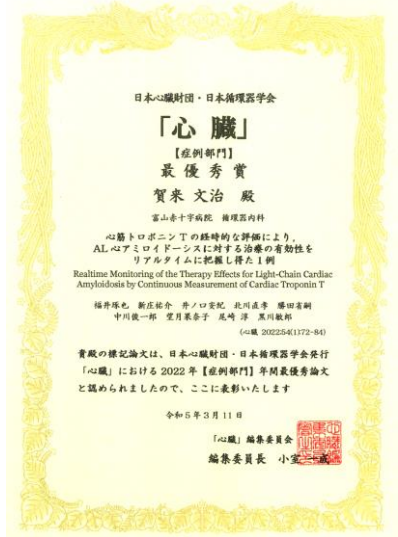 日本心臓財団・日本循環器学会
「心 臓」
【症例部門】
最 優 秀 賞
賀来 文治 殿
富山赤十字病院 循環器内科
心筋トロポニンTの経時的な評価により,
AL心アミロイドーシスに対する治療の有効性を
リアルタイムに把握し得た1例
Realtime Monitoring of the Therapy Effects for Light-Chain Cardiac
Amyloidosis by Continuous Measurement of Cardiac Troponin T
福井琢也 新庄祐介 井ノ口安紀 北川直孝 勝田省嗣
中川俊一郎 望月果奈子 尾崎淳 黒川敏郎
(心臓 2022:54(1)72-84)
貴殿の標記論文は、日本心臓財団・日本循環器学会発行
「心臓」における2022年【症例部門】年間最優秀論文
と認められましたので、ここに表彰いたします
令和5年3月11日
「心臓」編集委員会
編集委員長 小室一成